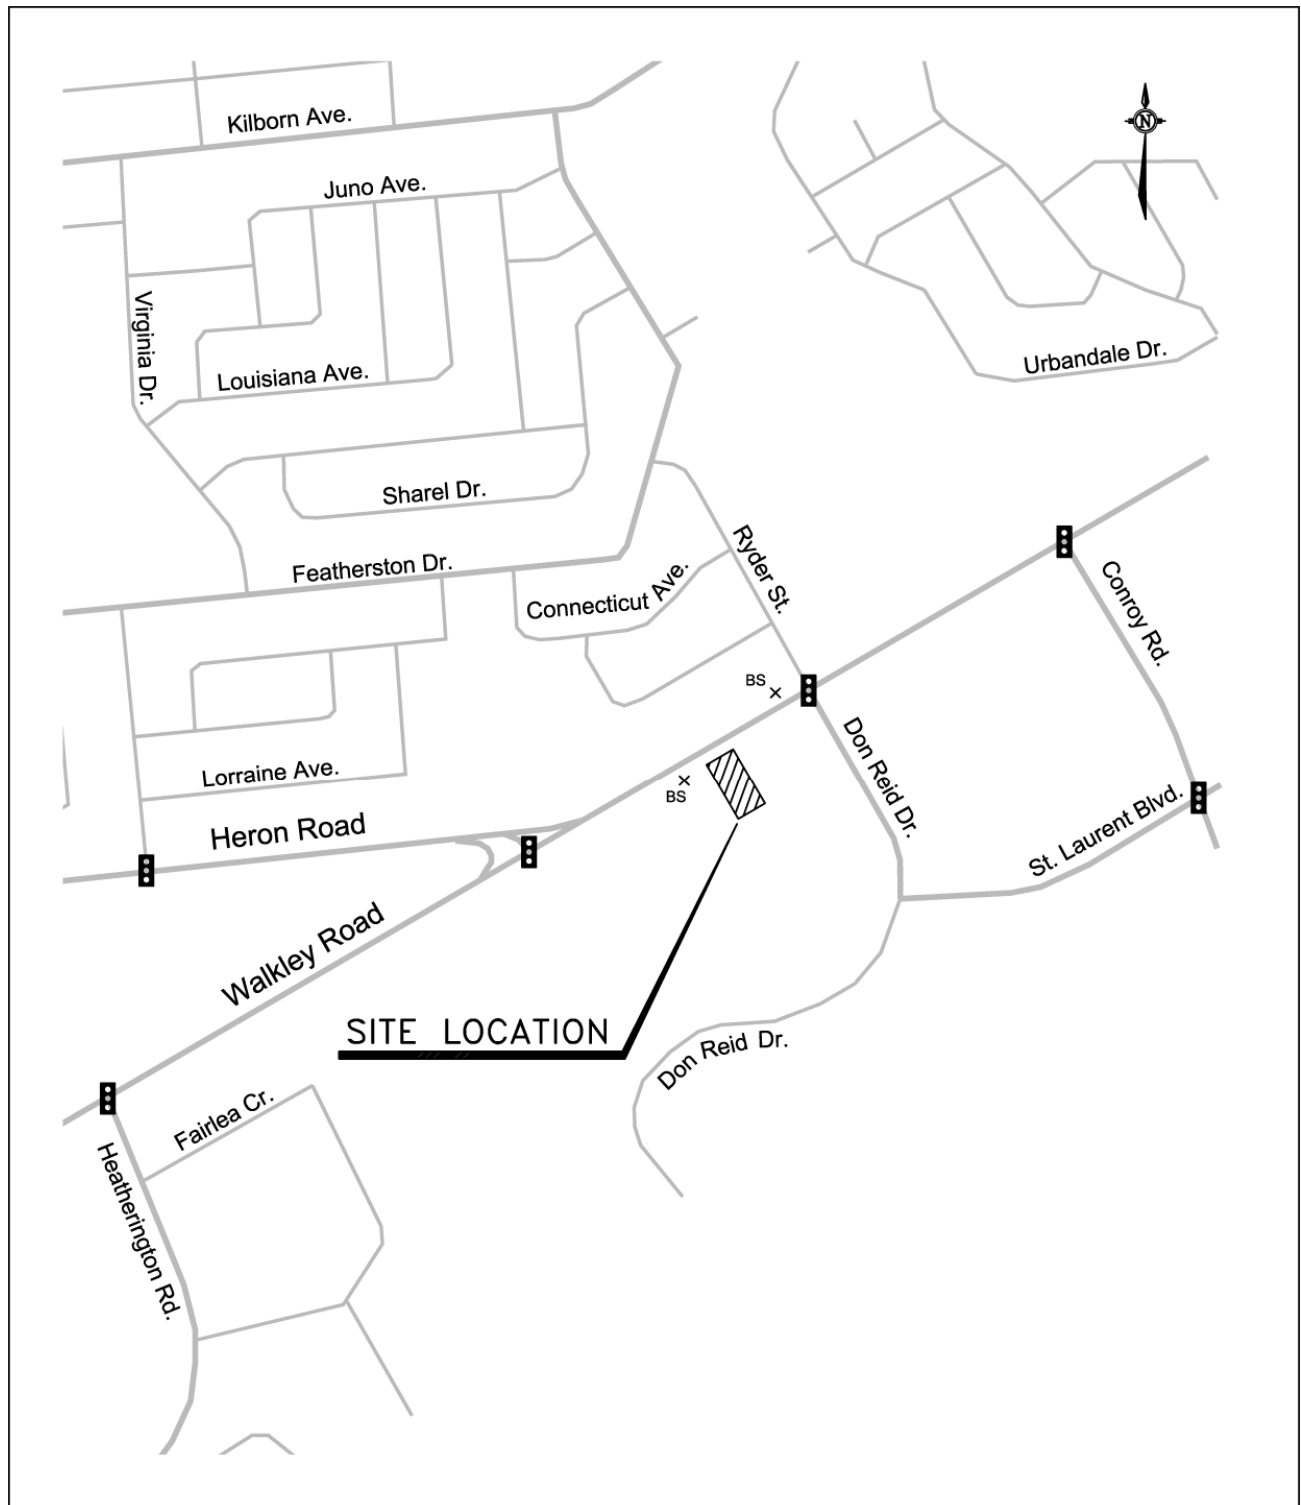 Kilborn Ave.
N
Juno Ave.
Virginia Dr.
Louisiana Ave.
Urbandale Dr.
Sharel Dr.
Ryder St.
Featherston Dr.
Connecticut Ave.
Conroy Rd.
BS
Don Reid Dr.
Lorraine Ave.
BS
Heron Road
St. Laurent Blvd.
Walkley Road
SITE LOCATION
Don Reid Dr.
Fairlea Cr.
Heatherington Rd.